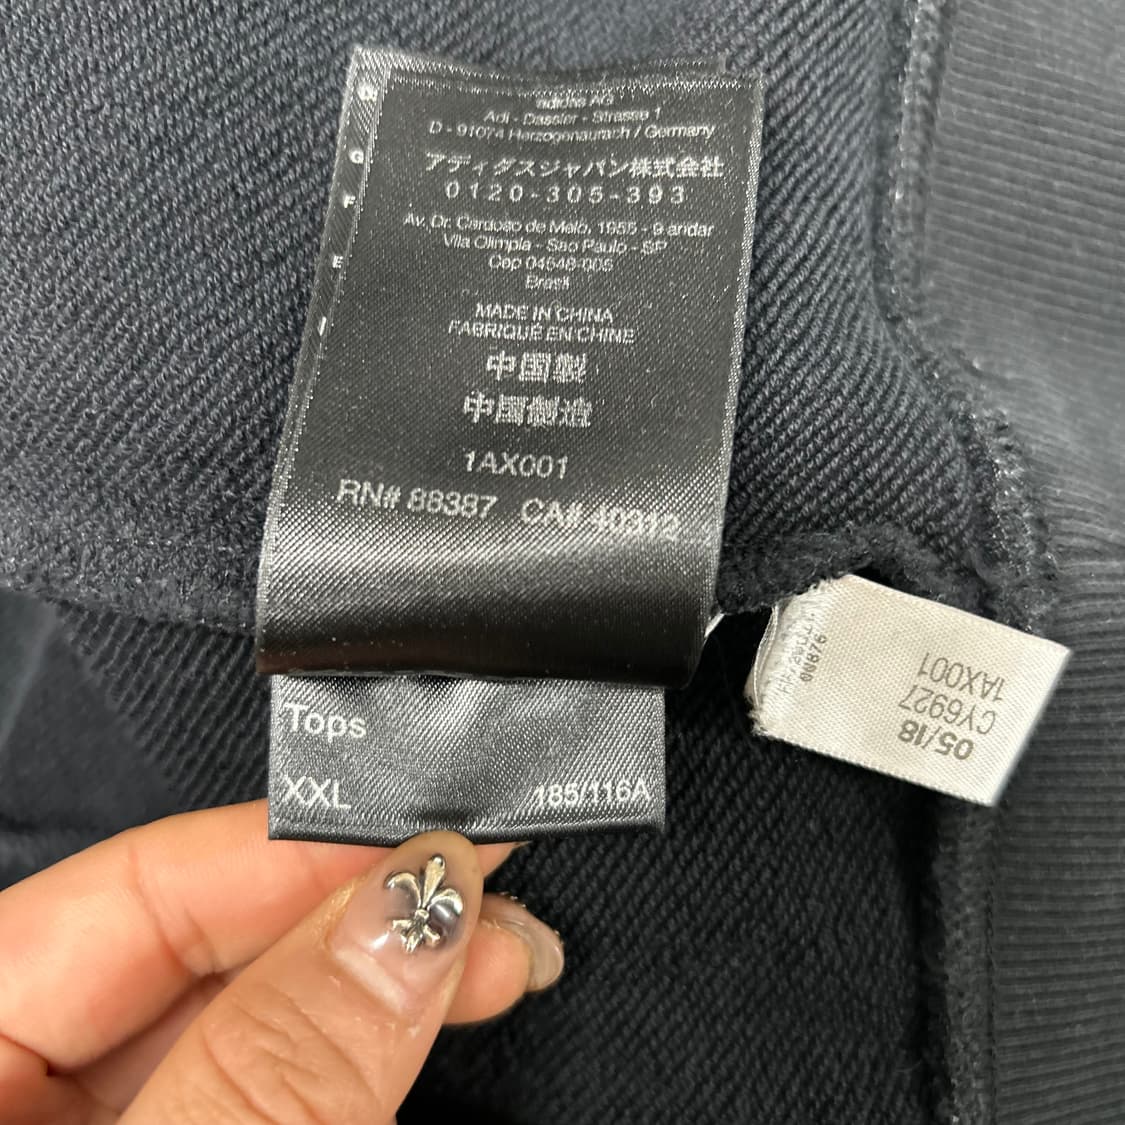 adidas AG
Adi - Dassler - Strasse 1
D - 91074 Herzogenaurach / Germany
アディダスジャパン株式会社
0120-305-393
Av. Dr. Cardoso de Melo, 1955 - 9 andar
Vila Olimpia - Sao Paulo - SP
Cep 04548-005
Brasil
MADE IN CHINA
FABRIQUÉ EN CHINE
中国製
中国制造
1AX001
RN# 88387 CA# 40312
G
F
E
I
Tops
XXL 185/116A
05/18
CY6927
1AX001